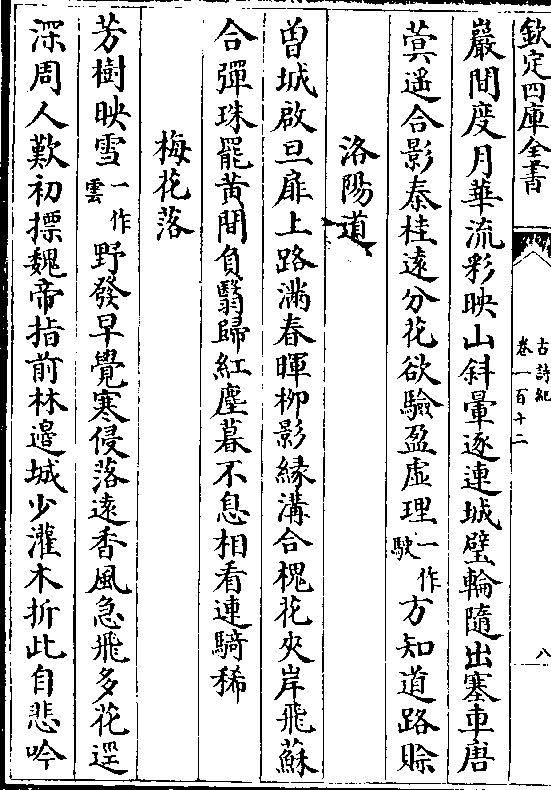 欽定四庫全書
古詩紀
卷一百十二
八
巖間度月華流彩映山斜暈逐連城璧輪隨出塞車唐
蓂遥合影秦桂遠分花欲驗盈虚理一作駛方知道路賒
洛陽道
曽城啟旦扉上路滿春暉柳影緣溝合槐花夾岸飛蘇
合彈珠罷黄間負翳歸紅塵暮不息相看連騎稀
梅花落
芳樹映雪一作雲野發早覺寒侵落遠香風急飛多花逕
深周人歎初摽魏帝指前林邉城少灌木折此自悲吟